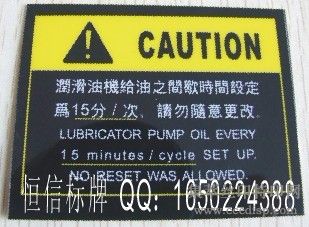 CAUTION
潤滑油機給油之間歇時間設定
爲15分/次，請勿隨意更改．
LUBRICATOR PUMP OIL EVERY
15 minutes/cycle SET UP.
NO RESET WAS ALLOWED.
恒信标牌 QQ：1650224388